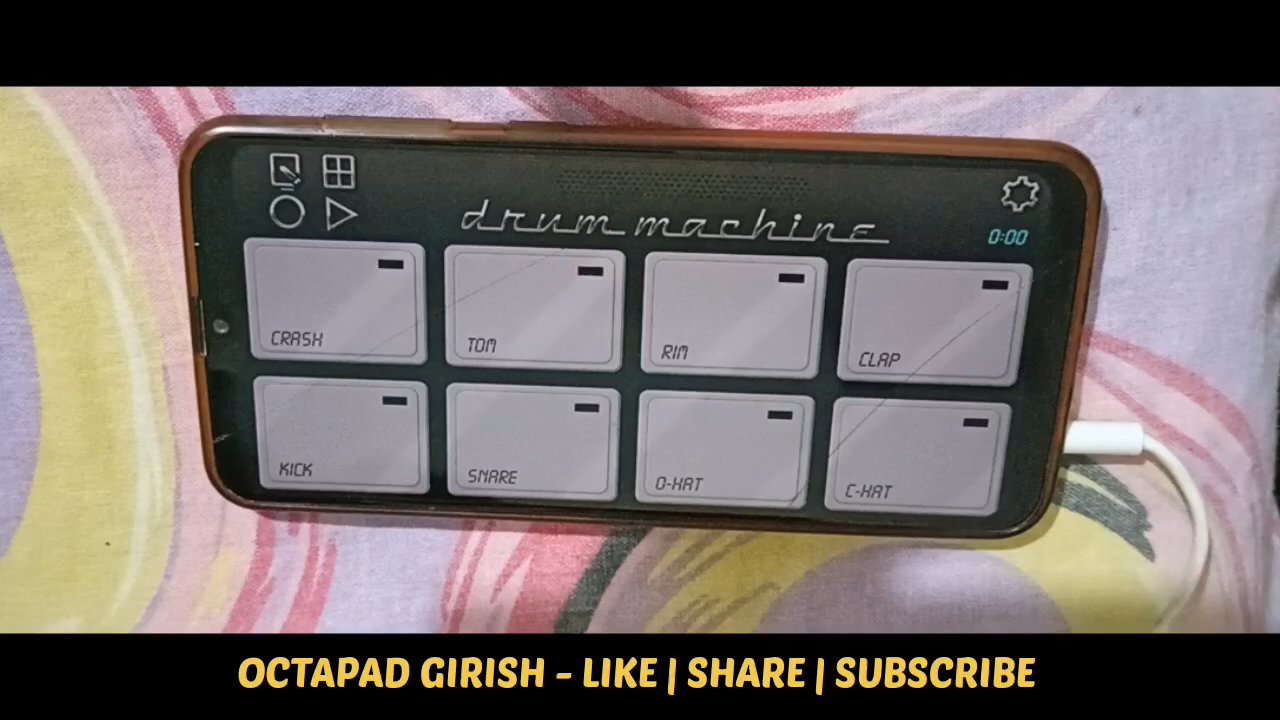 drum machine
0:00
CRASH TOM RIM CLAP
KICK SNARE O-HAT C-HAT
OCTAPAD GIRISH - LIKE | SHARE | SUBSCRIBE